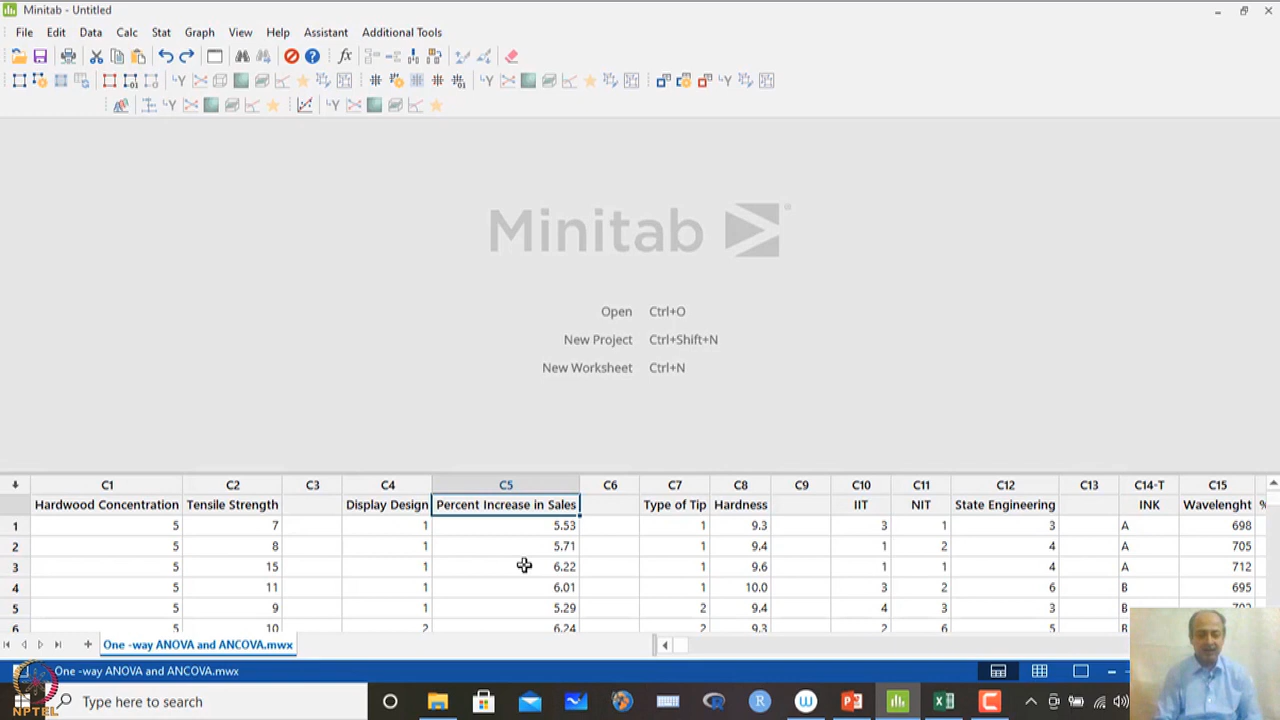 Minitab - Untitled
File Edit Data Calc Stat Graph View Help Assistant Additional Tools
Minitab
Open Ctrl+O
New Project Ctrl+Shift+N
New Worksheet Ctrl+N
C1 C2 C3 C4 C5 C6 C7 C8 C9 C10 C11 C12 C13 C14-T C15
Hardwood Concentration Tensile Strength Display Design Percent Increase in Sales Type of Tip Hardness IIT NIT State Engineering INK Wavelenght %
1 5 7 1 5.53 1 9.3 3 1 3 A 698
2 5 8 1 5.71 1 9.4 1 2 4 A 705
3 5 15 1 6.22 1 9.6 1 1 4 A 712
4 5 11 1 6.01 1 10.0 3 2 6 B 695
5 5 9 1 5.29 2 9.4 4 3 3 B
6 5 10 2 6.24 2 9.3 2 6 5 B
One -way ANOVA and ANCOVA.mwx
One -way ANOVA and ANCOVA.mwx
Type here to search
NPTEL